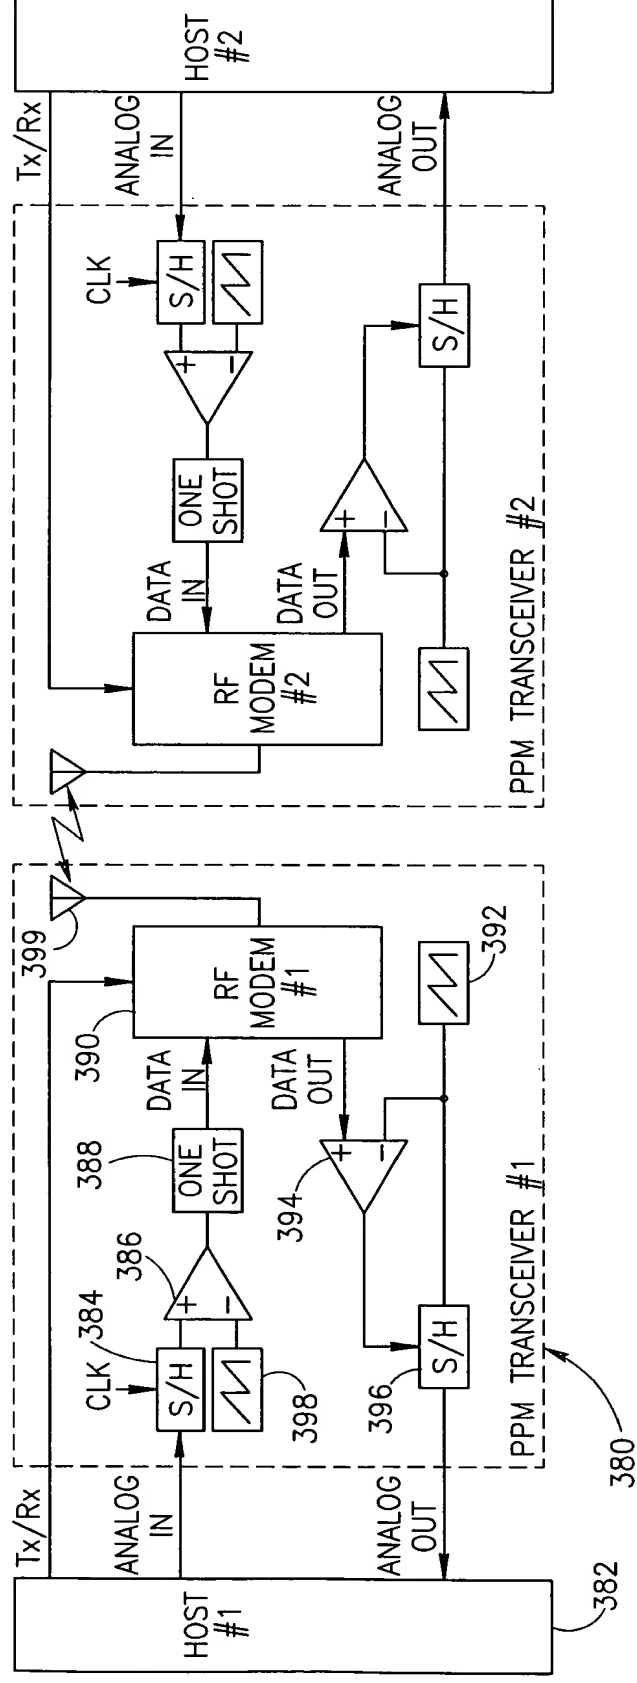 HOST
#1
382
Tx/Rx
ANALOG
IN
ANALOG
OUT
380
PPM TRANSCEIVER #1
CLK
S/H
384
398
386
+
−
ONE
SHOT
388
DATA
IN
RF
MODEM
#1
390
399
DATA
OUT
+
−
394
S/H
396
392
PPM TRANSCEIVER #2
RF
MODEM
#2
DATA
IN
DATA
OUT
ONE
SHOT
+
−
+
−
CLK
S/H
S/H
Tx/Rx
ANALOG
IN
ANALOG
OUT
HOST
#2